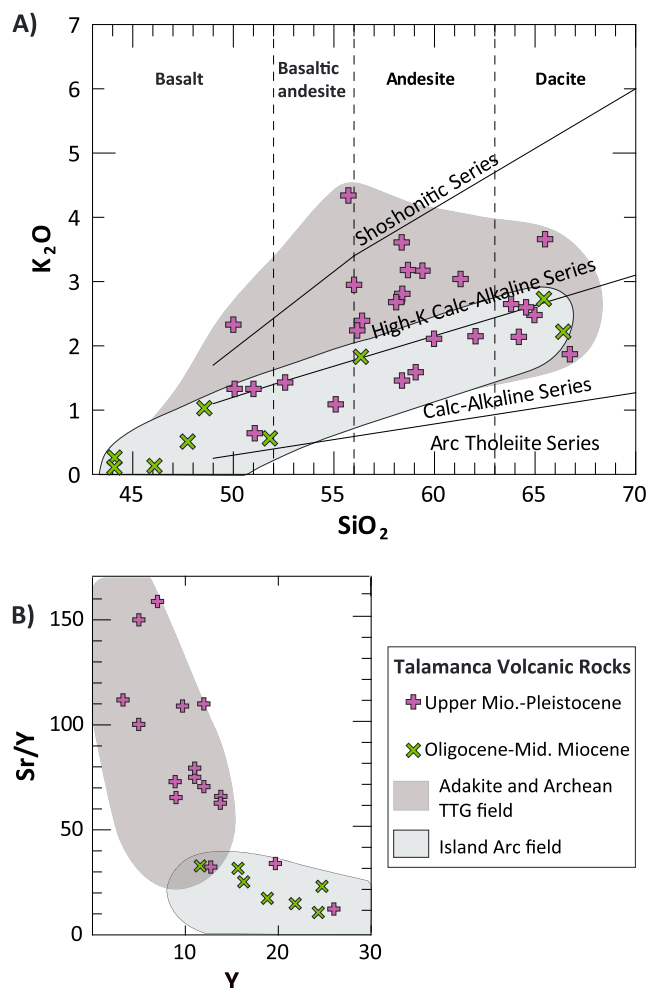 A)
7
6
5
4
3
2
1
0
K2O
Basalt
Basaltic
andesite
Andesite
Dacite
Shoshonitic Series
High-K Calc-Alkaline Series
Calc-Alkaline Series
Arc Tholeiite Series
45 50 55 60 65 70
SiO2
B)
150
100
50
0
Sr/Y
10 20 30
Y
Talamanca Volcanic Rocks
Upper Mio.-Pleistocene
Oligocene-Mid. Miocene
Adakite and Archean
TTG field
Island Arc field